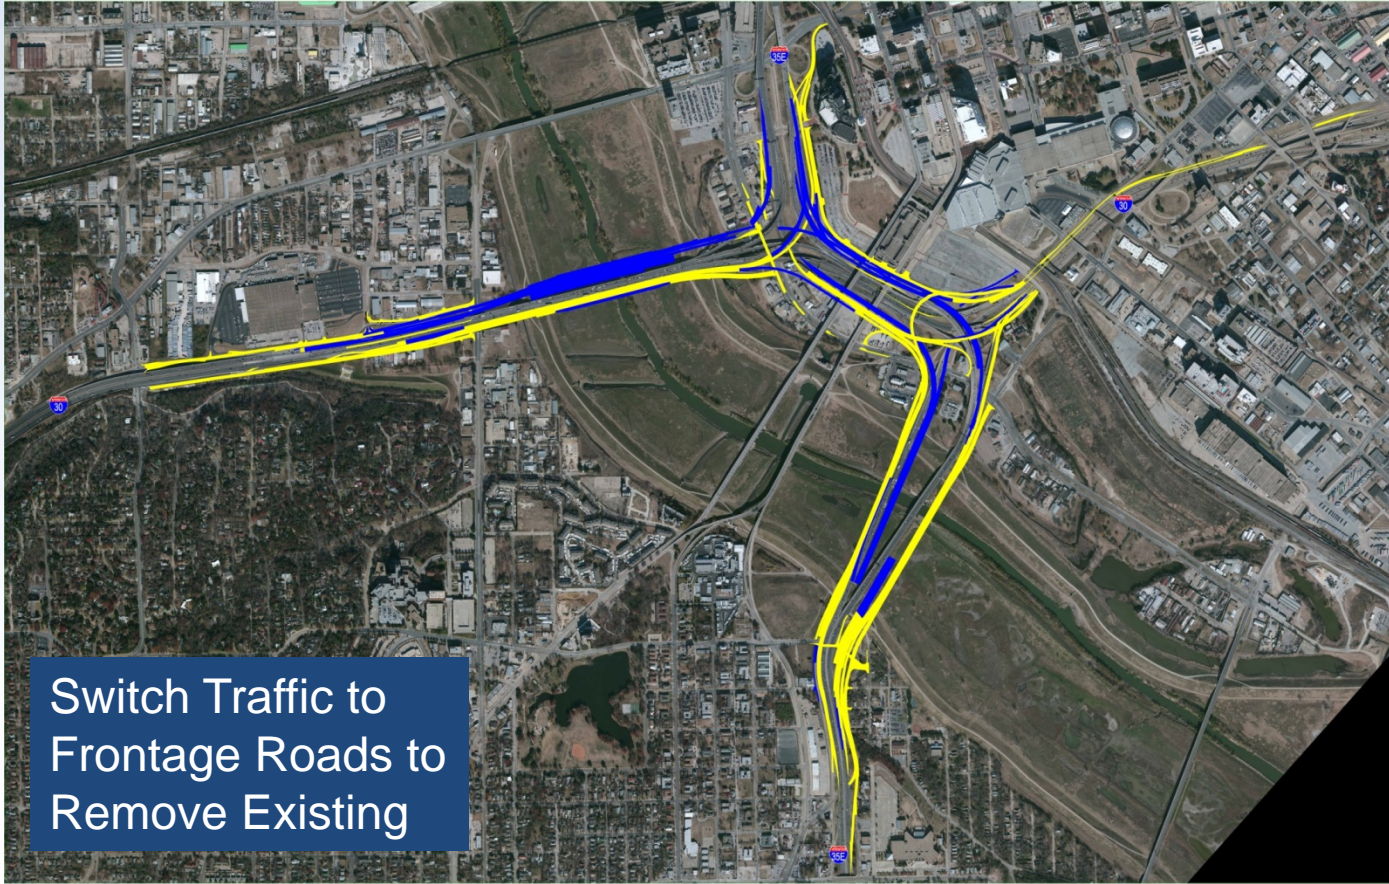 35E
30
30
Switch Traffic to
Frontage Roads to
Remove Existing
35E